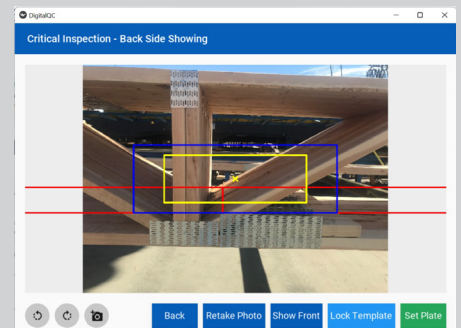 DigitalQC
Critical Inspection - Back Side Showing
Back
Retake Photo
Show Front
Lock Template
Set Plate